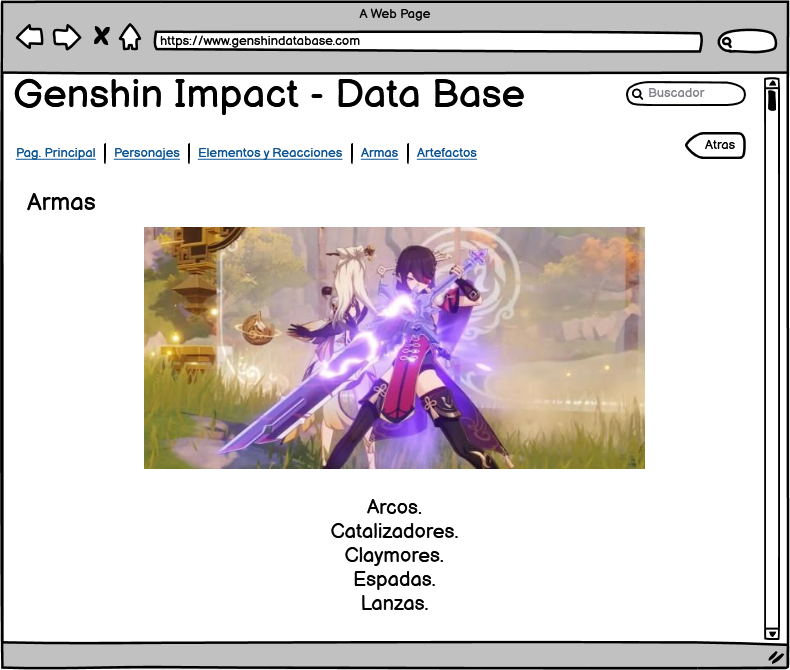 A Web Page
https://www.genshindatabase.com
Genshin Impact - Data Base
Buscador
Pag. Principal | Personajes | Elementos y Reacciones | Armas | Artefactos
Atras
Armas
Arcos.
Catalizadores.
Claymores.
Espadas.
Lanzas.